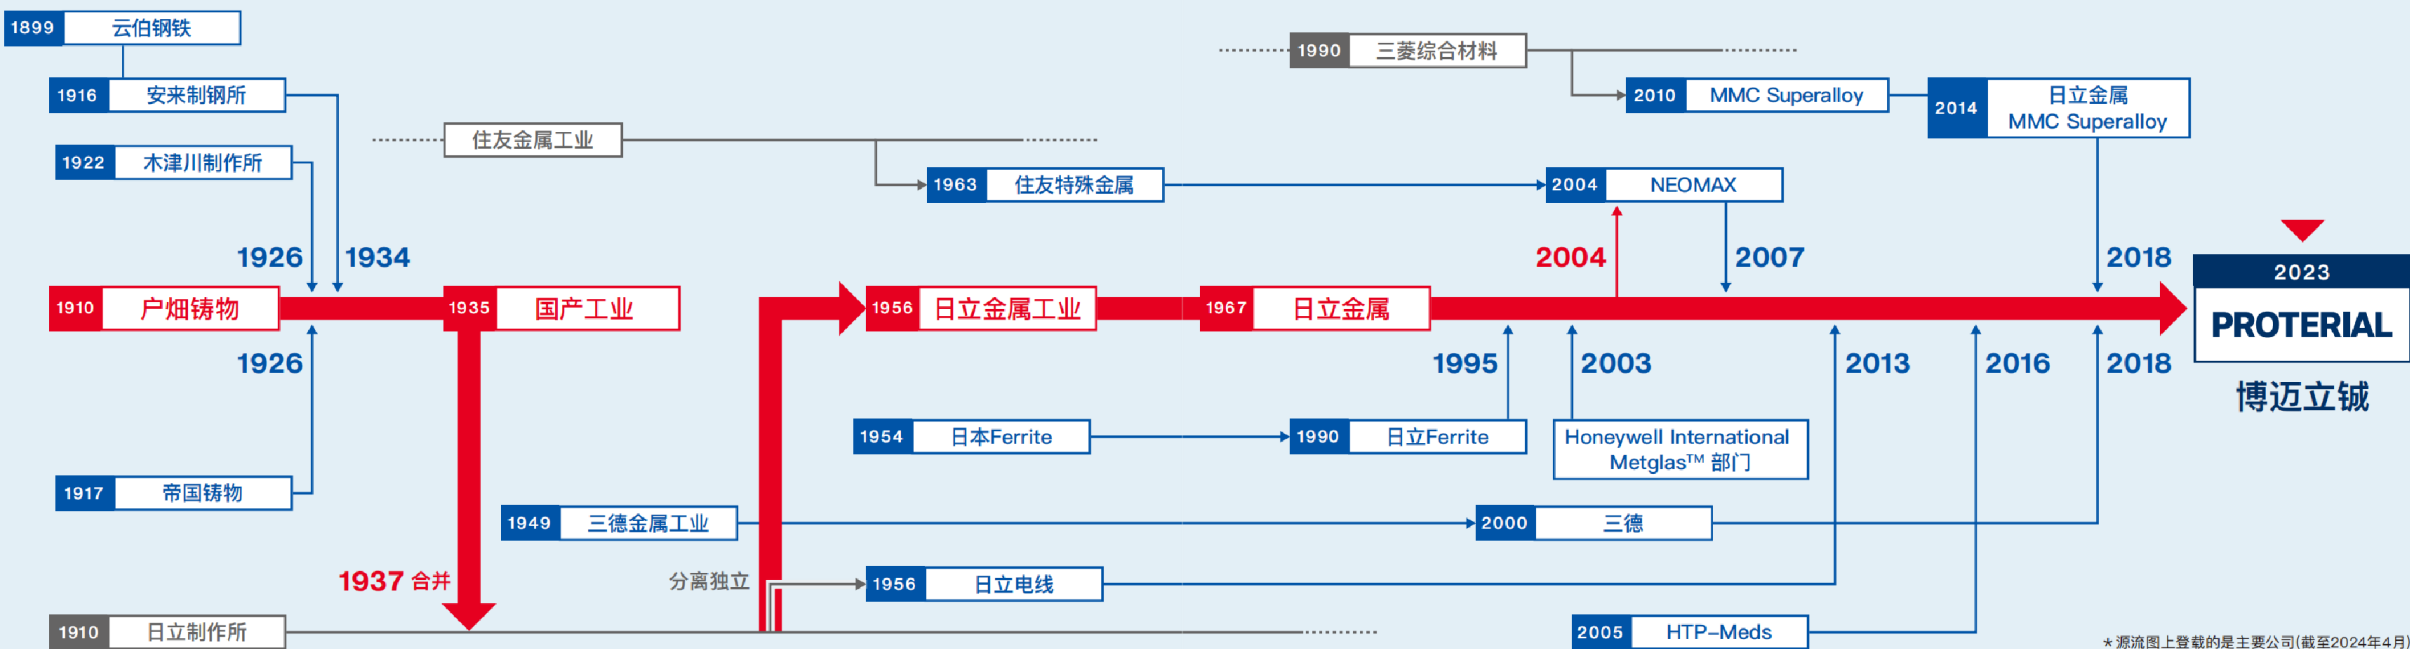 1899 云伯钢铁
1990 三菱综合材料
1916 安来制钢所
2010 MMC Superalloy
2014 日立金属
MMC Superalloy
住友金属工业
1922 木津川制作所
1963 住友特殊金属
2004 NEOMAX
1926 1934
2004 2007 2018
1910 户畑铸物
1935 国产工业
1956 日立金属工业
1967 日立金属
2023
PROTERIAL
博迈立铖
1926
1995 2003 2013 2016 2018
1954 日本Ferrite
1990 日立Ferrite
Honeywell International
Metglas™ 部门
1917 帝国铸物
1949 三德金属工业
2000 三德
1937 合并
分离独立
1956 日立电线
1910 日立制作所
2005 HTP-Meds
*源流图上登载的是主要公司(截至2024年4月)